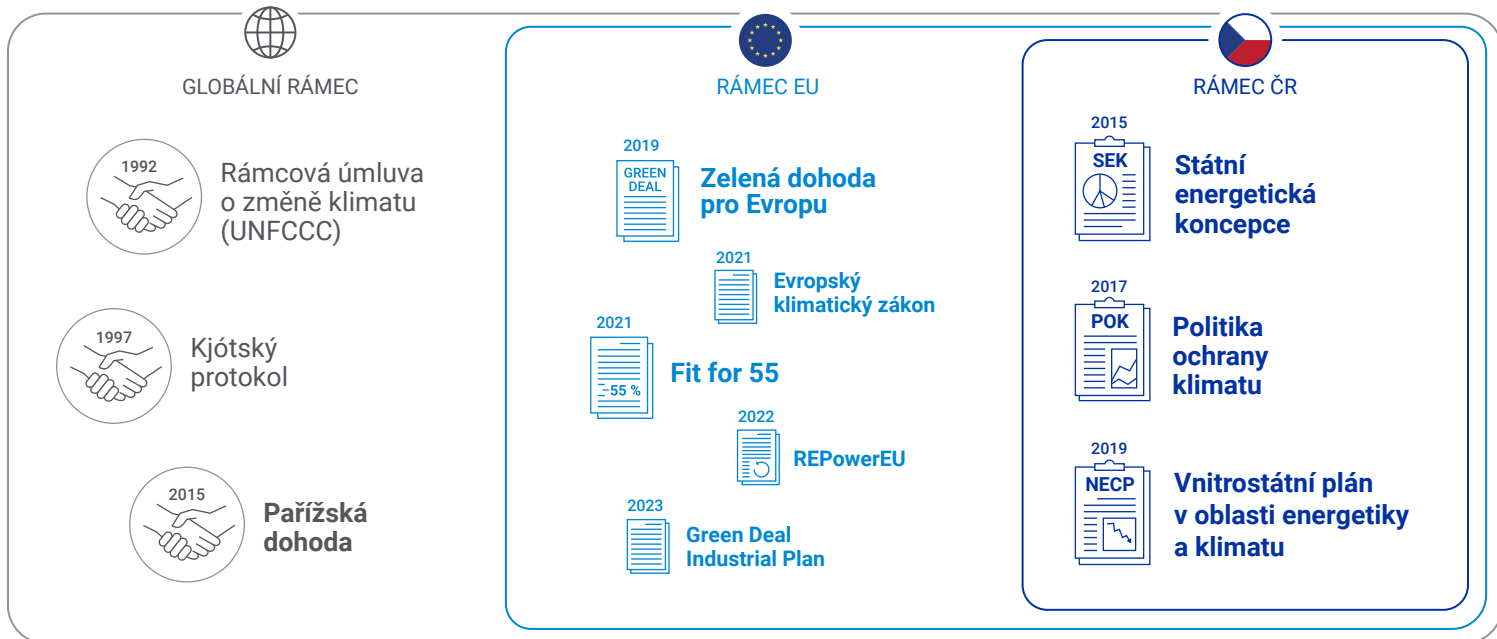 GLOBÁLNÍ RÁMEC
1992
Rámcová úmluva
o změně klimatu
(UNFCCC)
1997
Kjótský
protokol
2015
Pařížská
dohoda
RÁMEC EU
2019
GREEN
DEAL
Zelená dohoda
pro Evropu
2021
Evropský
klimatický zákon
2021
–55 %
Fit for 55
2022
REPowerEU
2023
Green Deal
Industrial Plan
RÁMEC ČR
2015
SEK
Státní
energetická
koncepce
2017
POK
Politika
ochrany
klimatu
2019
NECP
Vnitrostátní plán
v oblasti energetiky
a klimatu